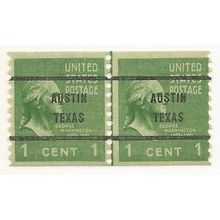 UNITED STATES POSTAGE
AUSTIN
TEXAS
GEORGE WASHINGTON
1 CENT 1
UNITED STATES POSTAGE
AUSTIN
TEXAS
GEORGE WASHINGTON
1 CENT 1